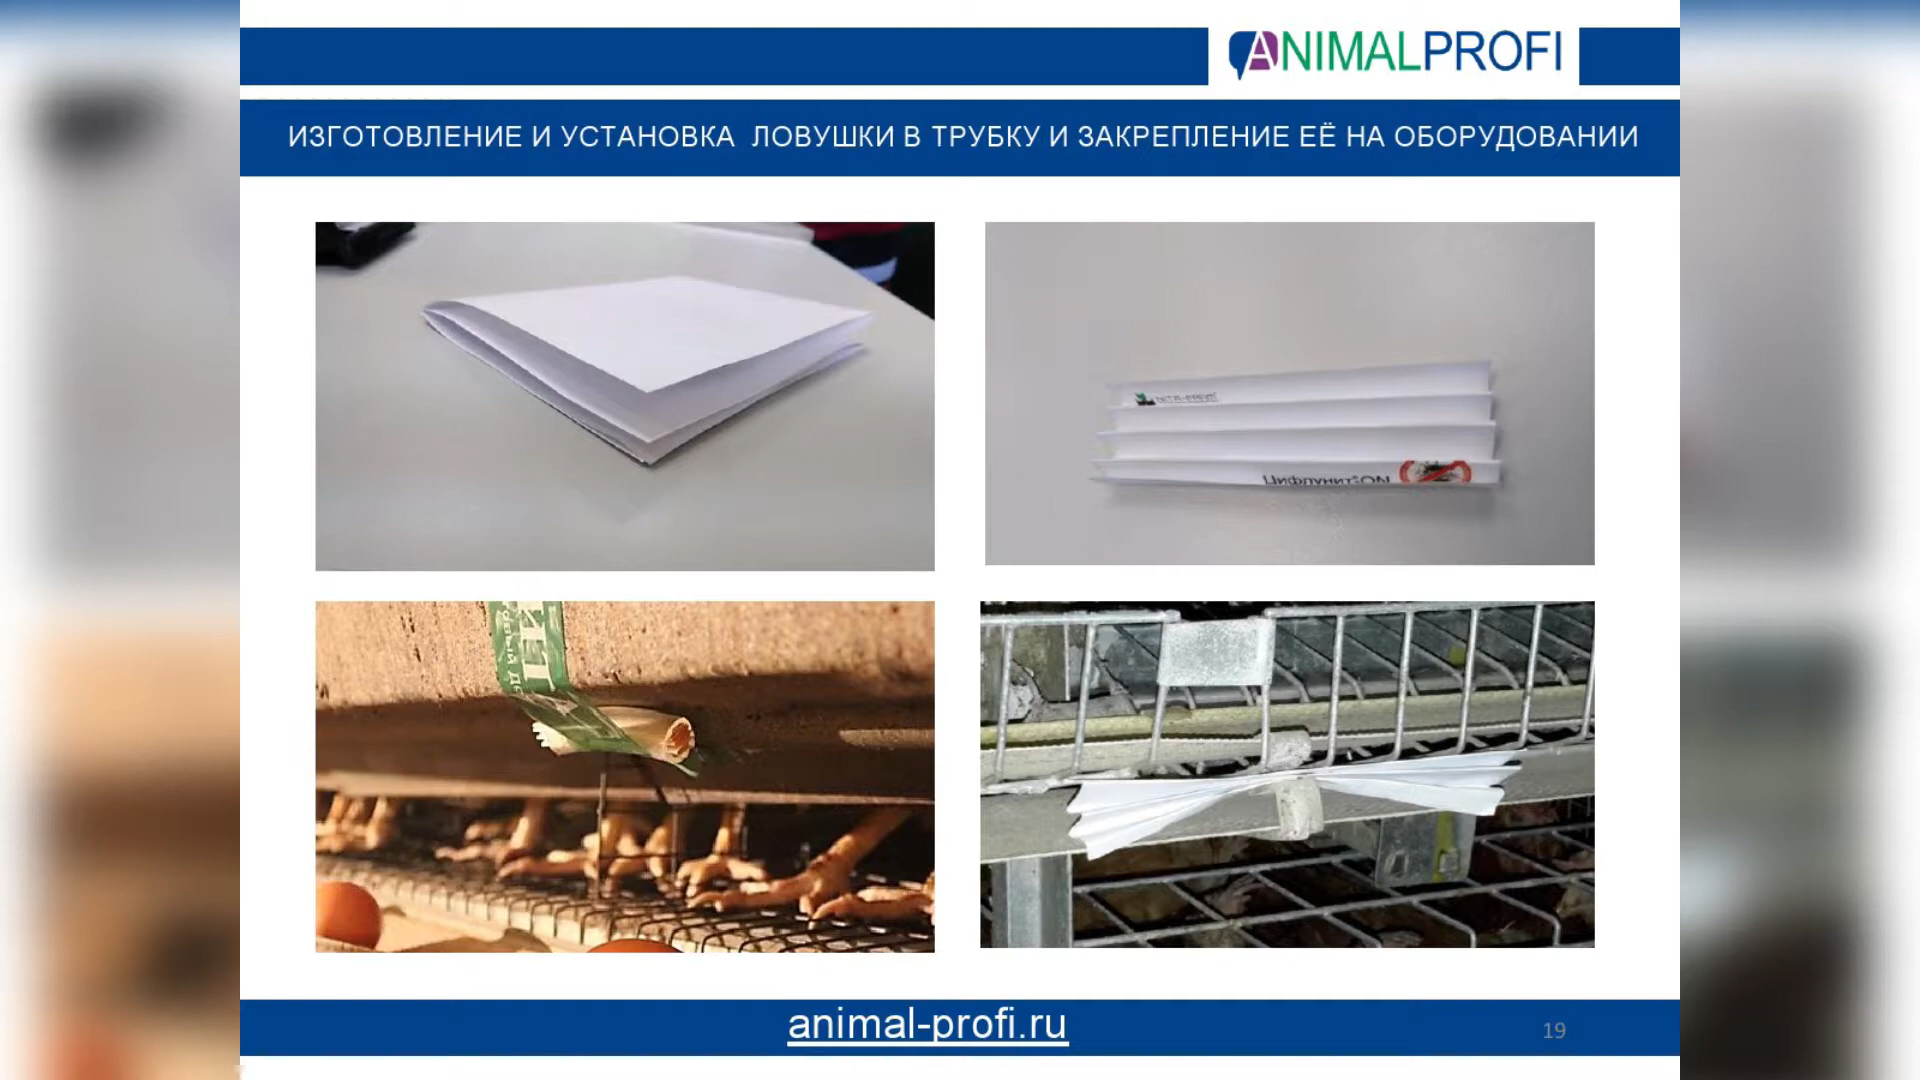 ANIMALPROFI
ИЗГОТОВЛЕНИЕ И УСТАНОВКА ЛОВУШКИ В ТРУБКУ И ЗАКРЕПЛЕНИЕ ЕЁ НА ОБОРУДОВАНИИ
animal-profi.ru
19